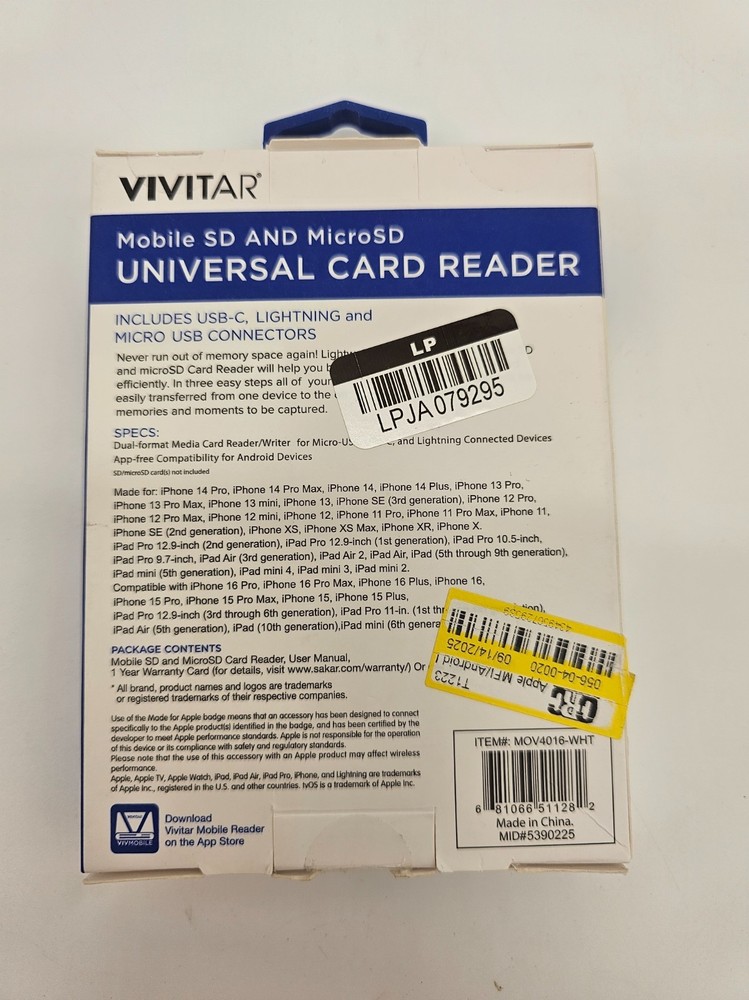 VIVITAR®
Mobile SD AND MicroSD
UNIVERSAL CARD READER
INCLUDES USB-C, LIGHTNING and
MICRO USB CONNECTORS
Never run out of memory space again!
and microSD Card Reader will help you
efficiently. In three easy steps all of your
easily transferred from one device to the
memories and moments to be captured.
LP
LPJA079295
SPECS:
Dual-format Media Card Reader/Writer for and Lightning Connected Devices
App-free Compatibility for Android Devices
SD/microSD card(s) not included
Made for: iPhone 14 Pro, iPhone 14 Pro Max, iPhone 14, iPhone 14 Plus, iPhone 13 Pro,
iPhone 13 Pro Max, iPhone 13 mini, iPhone 13, iPhone SE (3rd generation), iPhone 12 Pro,
iPhone 12 Pro Max, iPhone 12 mini, iPhone 12, iPhone 11 Pro, iPhone 11 Pro Max, iPhone 11,
iPhone SE (2nd generation), iPhone XS, iPhone XS Max, iPhone XR, iPhone X.
iPad Pro 12.9-inch (2nd generation), iPad Pro 12.9-inch (1st generation), iPad Pro 10.5-inch,
iPad Pro 9.7-inch, iPad Air (3rd generation), iPad Air 2, iPad Air, iPad (5th through 9th generation),
iPad mini (5th generation), iPad mini 4, iPad mini 3, iPad mini 2.
Compatible with iPhone 16 Pro, iPhone 16 Pro Max, iPhone 16 Plus, iPhone 16,
iPhone 15 Pro, iPhone 15 Pro Max, iPhone 15, iPhone 15 Plus,
iPad Pro 12.9-inch (3rd through 6th generation), iPad Pro 11-in. (1st
iPad Air (5th generation), iPad (10th generation),iPad mini (6th
PACKAGE CONTENTS
Mobile SD and MicroSD Card Reader, User Manual,
1 Year Warranty Card (for details, visit www.sakar.com/warranty/)
T1223
Apple MFI/Android
056-04-0020 09/14/2025
* All brand, product names and logos are trademarks
or registered trademarks of their respective companies.
Use of the Made for Apple badge means that an accessory has been designed to connect
specifically to the Apple product(s) identified in the badge, and has been certified by the
developer to meet Apple performance standards. Apple is not responsible for the operation
of this device or its compliance with safety and regulatory standards.
Please note that the use of this accessory with an Apple product may affect wireless
performance.
Apple, Apple TV, Apple Watch, iPad, iPad Air, iPad Pro, iPhone, and Lightning are trademarks
of Apple Inc., registered in the U.S. and other countries. tvOS is a trademark of Apple Inc.
VIVITAR
VIVMOBILE
Download
Vivitar Mobile Reader
on the App Store
ITEM#: MOV4016-WHT
6 81066 51128 2
Made in China.
MID#5390225